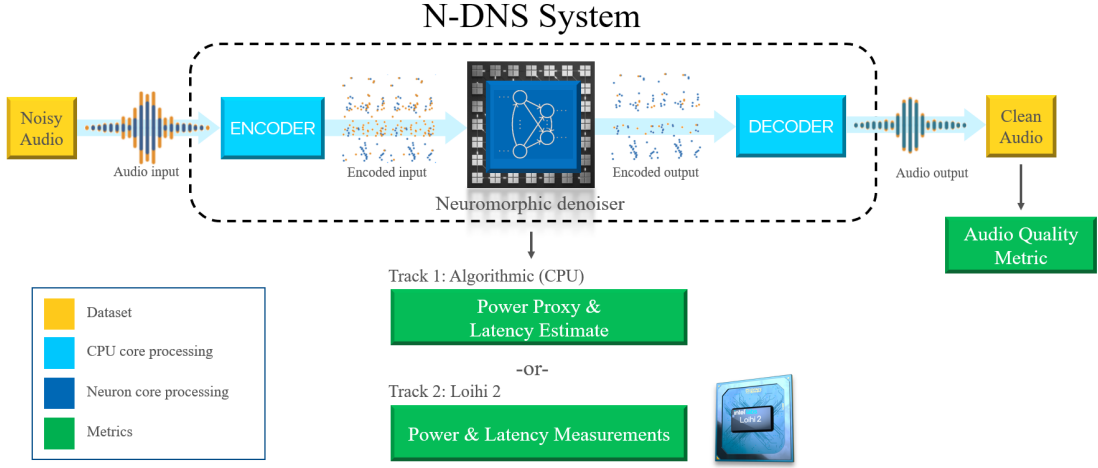 N-DNS System
Noisy
Audio
Audio input
ENCODER
Encoded input
Neuromorphic denoiser
Encoded output
DECODER
Audio output
Clean
Audio
Audio Quality
Metric
Track 1: Algorithmic (CPU)
Power Proxy &
Latency Estimate
-or-
Track 2: Loihi 2
Power & Latency Measurements
intel
Loihi 2
Dataset
CPU core processing
Neuron core processing
Metrics